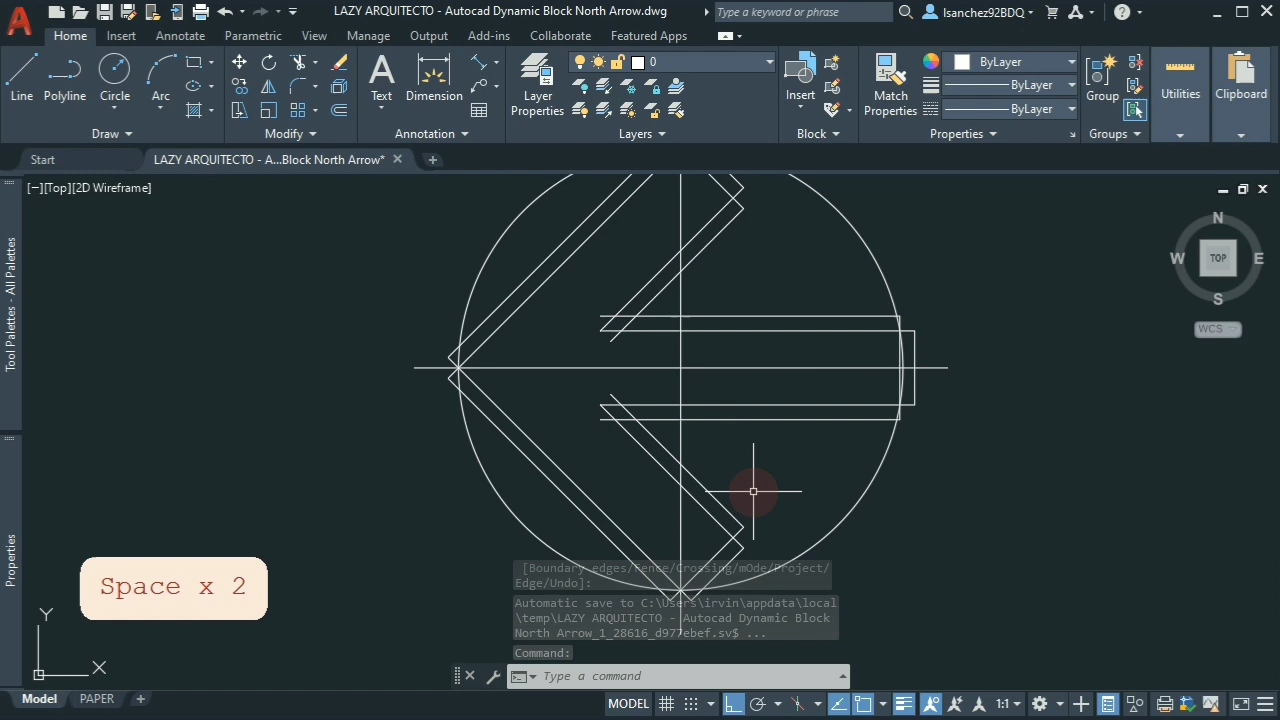 LAZY ARQUITECTO - Autocad Dynamic Block North Arrow.dwg
Type a keyword or phrase
lsanchez92BDQ
Home Insert Annotate Parametric View Manage Output Add-ins Collaborate Featured Apps
Line Polyline Circle Arc
Draw
Modify
Text Dimension
Annotation
Layer Properties
0
Layers
Insert
Block
Match Properties
ByLayer
ByLayer
ByLayer
Properties
Group
Groups
Utilities
Clipboard
Start
LAZY ARQUITECTO - A...Block North Arrow*
[−][Top][2D Wireframe]
N
W TOP E
S
WCS
Tool Palettes - All Palettes
Properties
Space x 2
Y
X
[Boundary edges/Fence/Crossing/mOde/Project/
Edge/Undo]:
Automatic save to C:\Users\irvin\appdata\local
\temp\LAZY ARQUITECTO - Autocad Dynamic Block
North Arrow_1_28616_d977ebef.sv$ ...
Command:
Type a command
Model PAPER
MODEL
1:1